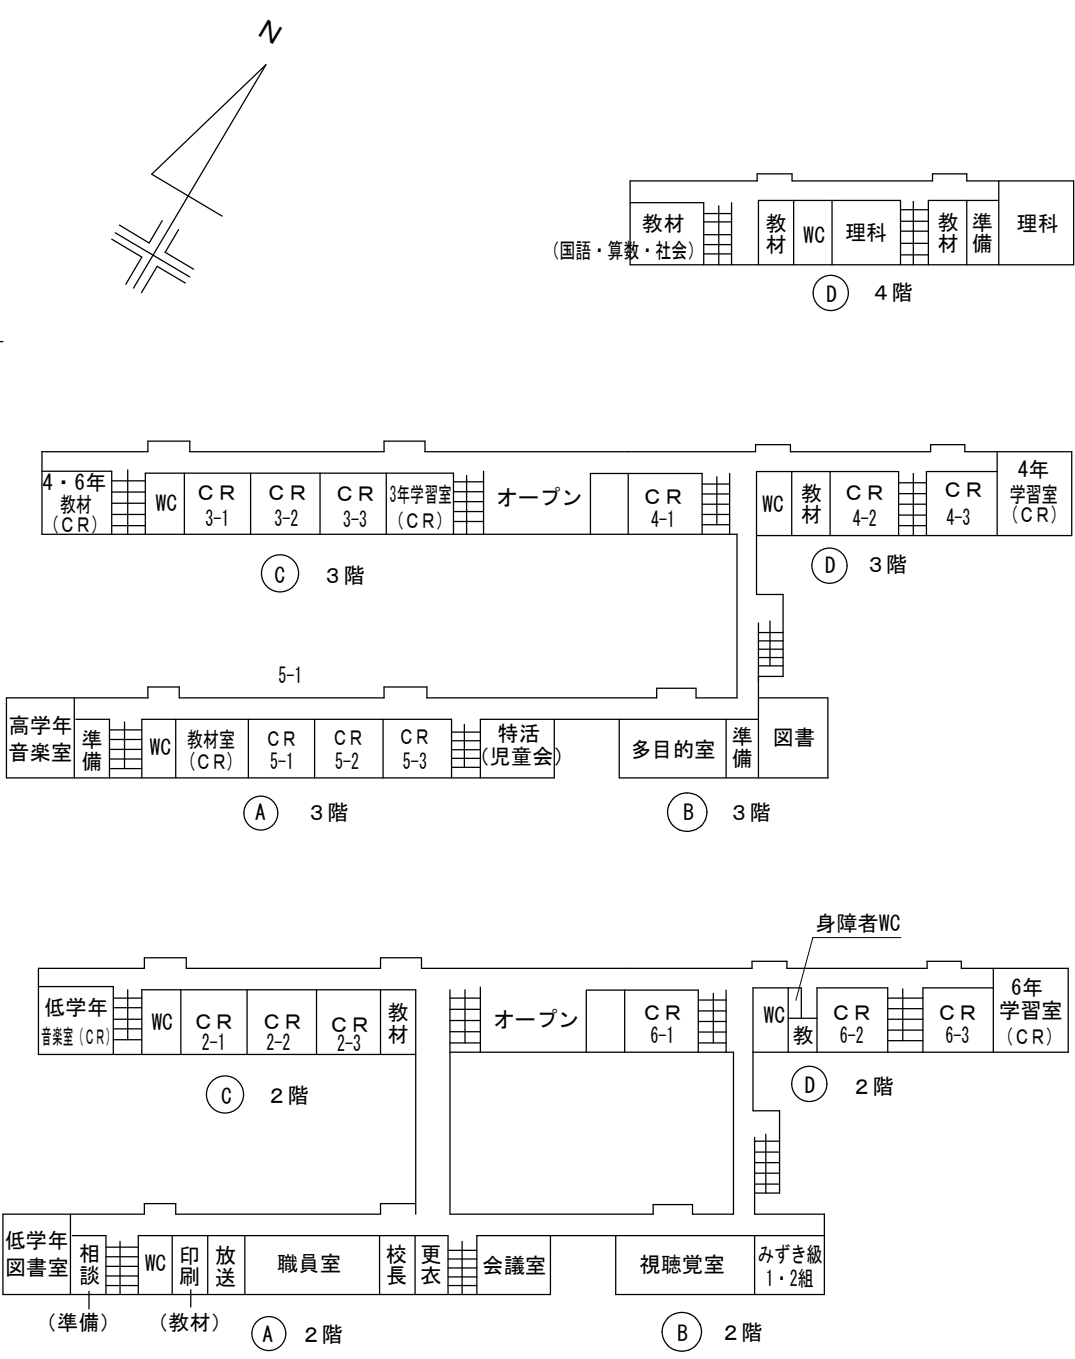 N
教材
(国語・算数・社会)
教材
WC
理科
教材
準備
理科
D 4階
4・6年
教材
(CR)
WC
CR
3-1
CR
3-2
CR
3-3
3年学習室
(CR)
オープン
CR
4-1
WC
教材
CR
4-2
CR
4-3
4年
学習室
(CR)
C 3階
D 3階
5-1
高学年
音楽室
準備
WC
教材室
(CR)
CR
5-1
CR
5-2
CR
5-3
特活
(児童会)
多目的室
準備
図書
A 3階
B 3階
身障者WC
低学年
音楽室(CR)
WC
CR
2-1
CR
2-2
CR
2-3
教材
オープン
CR
6-1
WC
教
CR
6-2
CR
6-3
6年
学習室
(CR)
C 2階
D 2階
低学年
図書室
相談
(準備)
WC
印刷
(教材)
放送
職員室
校長
更衣
会議室
視聴覚室
みずき級
1・2組
A 2階
B 2階